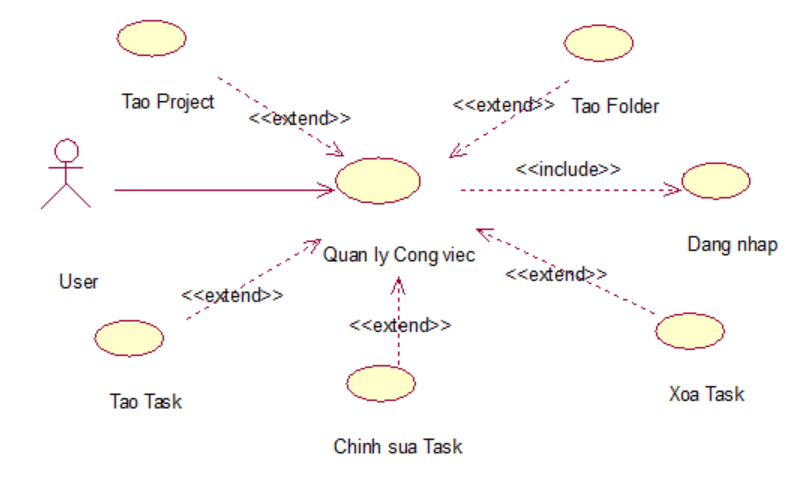 Tao Project
<<extend>>
<<extend>>
Tao Folder
<<include>>
User
Quan ly Cong viec
Dang nhap
<<extend>>
<<extend>>
<<extend>>
Tao Task
Chinh sua Task
Xoa Task